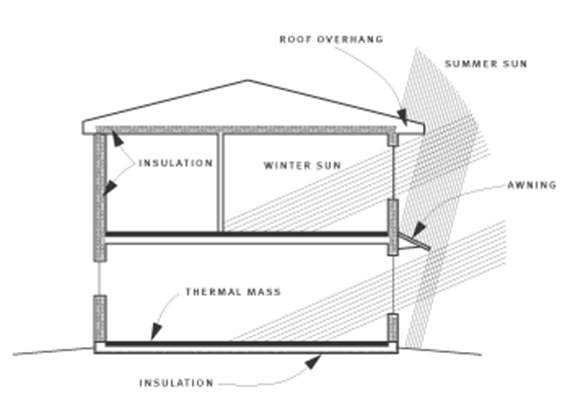 ROOF OVERHANG
SUMMER SUN
INSULATION
WINTER SUN
AWNING
THERMAL MASS
INSULATION